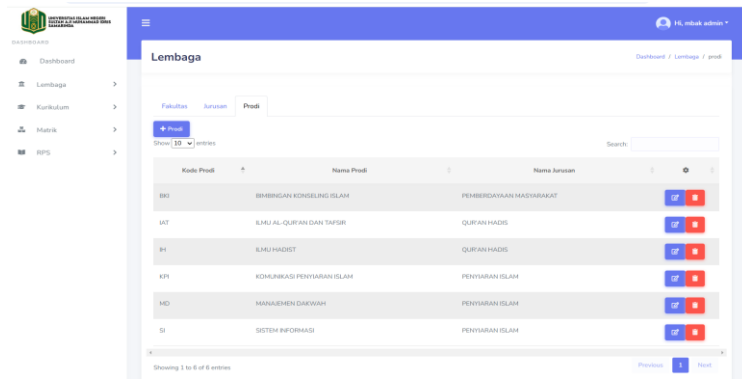 UNIVERSITAS ISLAM NEGERI
SULTAN AJI MUHAMMAD IDRIS
SAMARINDA
Hi, mbak admin
DASHBOARD
Dashboard
Lembaga
Kurikulum
Matrik
RPS
Lembaga
Dashboard / Lembaga / prodi
Fakultas Jurusan Prodi
+ Prodi
Show 10 entries
Search:
Kode Prodi Nama Prodi Nama Jurusan
BKI BIMBINGAN KONSELING ISLAM PEMBERDAYAAN MASYARAKAT
IAT ILMU AL-QUR'AN DAN TAFSIR QUR'AN HADIS
IH ILMU HADIST QUR'AN HADIS
KPI KOMUNIKASI PENYIARAN ISLAM PENYIARAN ISLAM
MD MANAJEMEN DAKWAH PENYIARAN ISLAM
SI SISTEM INFORMASI PENYIARAN ISLAM
Showing 1 to 6 of 6 entries
Previous 1 Next